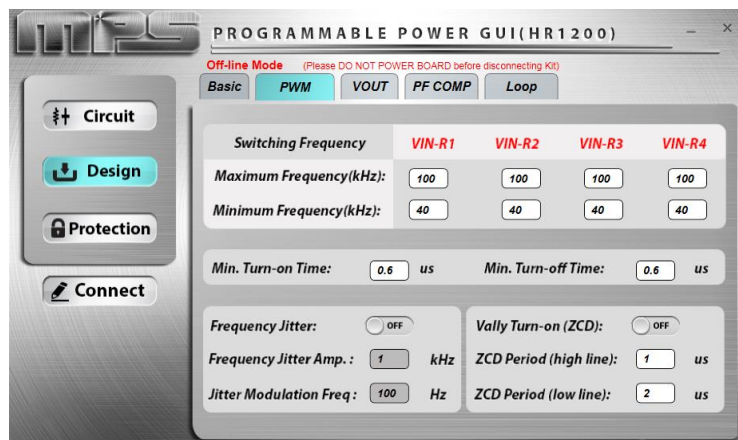 MPS PROGRAMMABLE POWER GUI(HR1200)
Off-line Mode (Please DO NOT POWER BOARD before disconnecting Kit)
Basic PWM VOUT PF COMP Loop
Circuit
Design
Protection
Connect
Switching Frequency VIN-R1 VIN-R2 VIN-R3 VIN-R4
Maximum Frequency(kHz): 100 100 100 100
Minimum Frequency(kHz): 40 40 40 40
Min. Turn-on Time: 0.6 us Min. Turn-off Time: 0.6 us
Frequency Jitter: OFF
Frequency Jitter Amp. : 1 kHz
Jitter Modulation Freq : 100 Hz
Vally Turn-on (ZCD): OFF
ZCD Period (high line): 1 us
ZCD Period (low line): 2 us